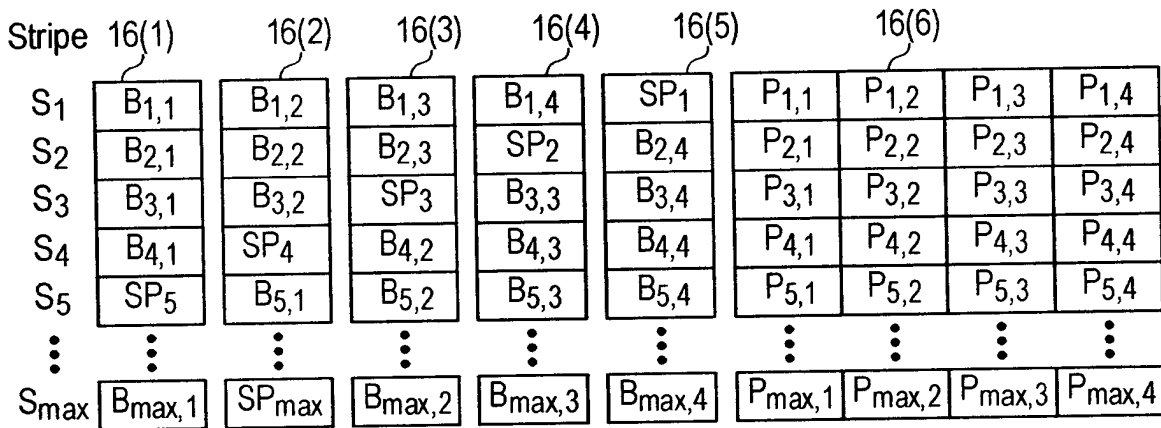 Stripe 16(1) 16(2) 16(3) 16(4) 16(5) 16(6)
S1 B1,1 B1,2 B1,3 B1,4 SP1 P1,1 P1,2 P1,3 P1,4
S2 B2,1 B2,2 B2,3 SP2 B2,4 P2,1 P2,2 P2,3 P2,4
S3 B3,1 B3,2 SP3 B3,3 B3,4 P3,1 P3,2 P3,3 P3,4
S4 B4,1 SP4 B4,2 B4,3 B4,4 P4,1 P4,2 P4,3 P4,4
S5 SP5 B5,1 B5,2 B5,3 B5,4 P5,1 P5,2 P5,3 P5,4
Smax Bmax,1 SPmax Bmax,2 Bmax,3 Bmax,4 Pmax,1 Pmax,2 Pmax,3 Pmax,4